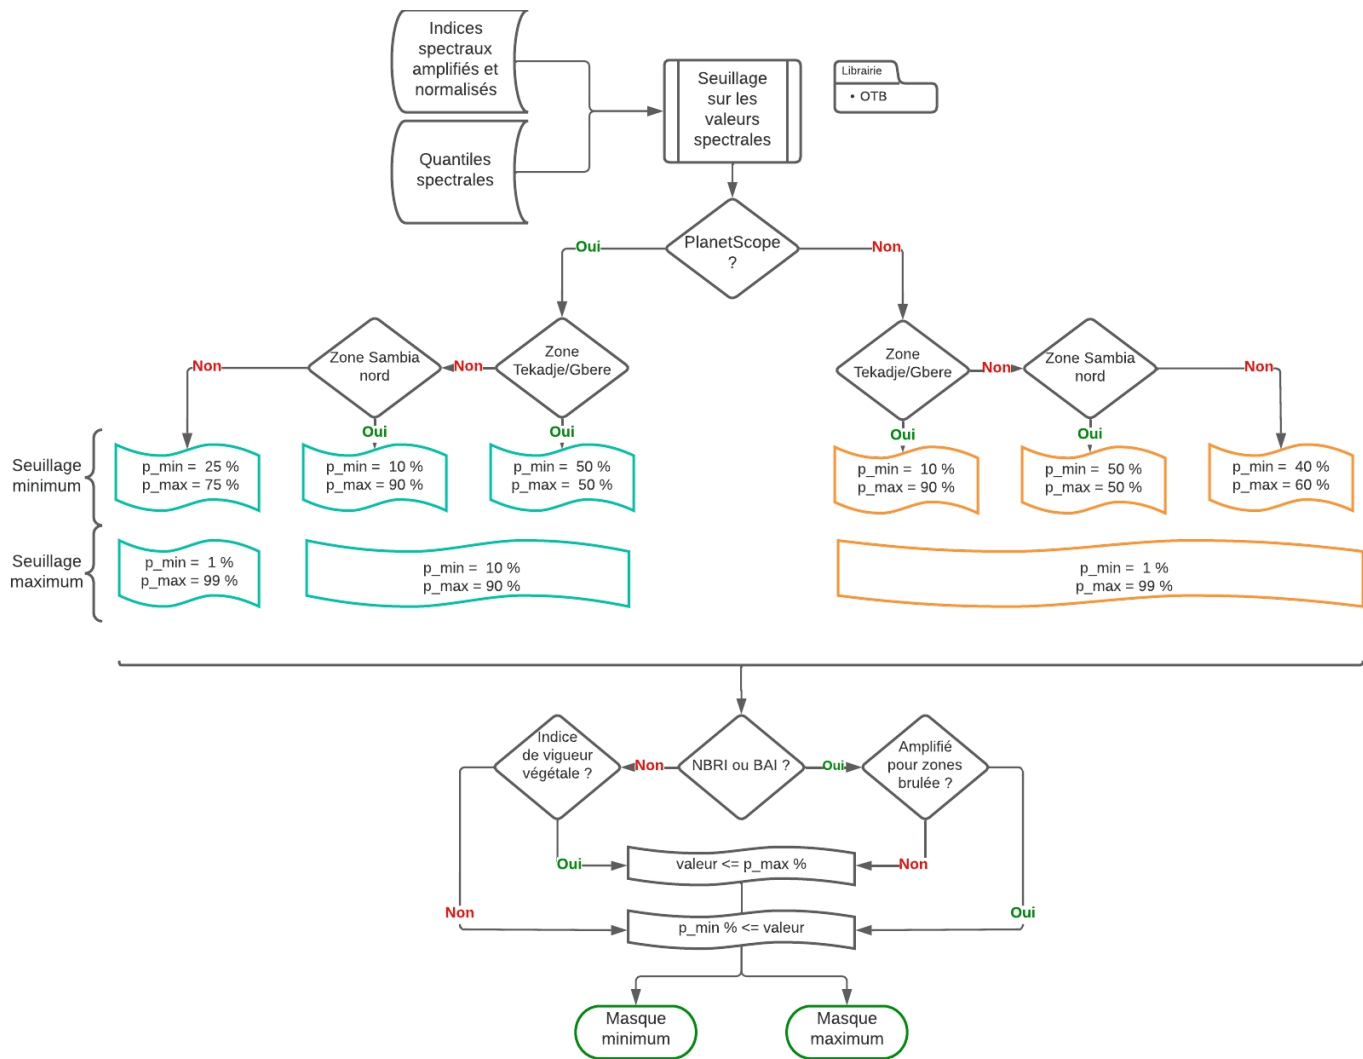 Indices
spectraux
amplifiés et
normalisés
Quantiles
spectrales
Seuillage
sur les
valeurs
spectrales
Librairie
• OTB
PlanetScope
?
Oui
Non
Zone Sambia
nord
Zone
Tekadje/Gbere
Zone
Tekadje/Gbere
Zone Sambia
nord
Non
Non
Non
Non
Oui
Oui
Oui
Oui
Seuillage
minimum
p_min = 25 %
p_max = 75 %
p_min = 10 %
p_max = 90 %
p_min = 50 %
p_max = 50 %
p_min = 10 %
p_max = 90 %
p_min = 50 %
p_max = 50 %
p_min = 40 %
p_max = 60 %
Seuillage
maximum
p_min = 1 %
p_max = 99 %
p_min = 10 %
p_max = 90 %
p_min = 1 %
p_max = 99 %
Indice
de vigueur
végétale ?
Non
NBRI ou BAI ?
Oui
Amplifié
pour zones
brulée ?
Oui
valeur <= p_max %
Non
Non
p_min % <= valeur
Oui
Masque
minimum
Masque
maximum